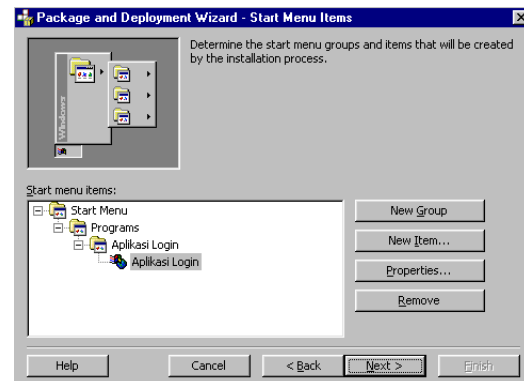 Package and Deployment Wizard - Start Menu Items
Determine the start menu groups and items that will be created
by the installation process.
Windows
Start menu items:
Start Menu
Programs
Aplikasi Login
Aplikasi Login
New Group
New Item...
Properties...
Remove
Help
Cancel
< Back
Next >
Finish